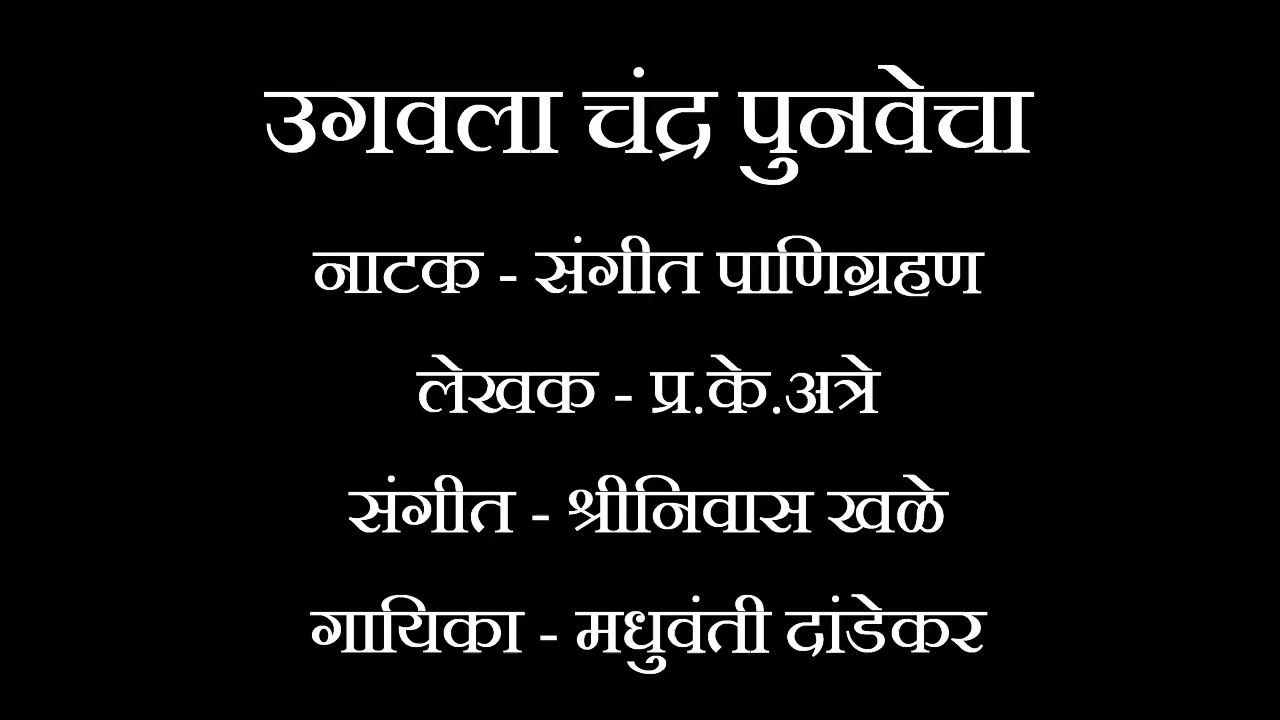 उगवला चंद्र पुनवेचा
नाटक - संगीत पाणिग्रहण
लेखक - प्र.के.अत्रे
संगीत - श्रीनिवास खळे
गायिका - मधुवंती दांडेकर